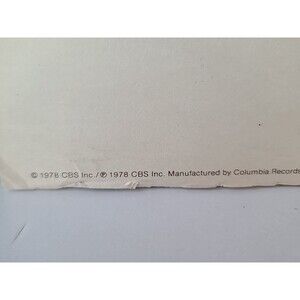 © 1978 CBS Inc./℗ 1978 CBS Inc. Manufactured by Columbia Records